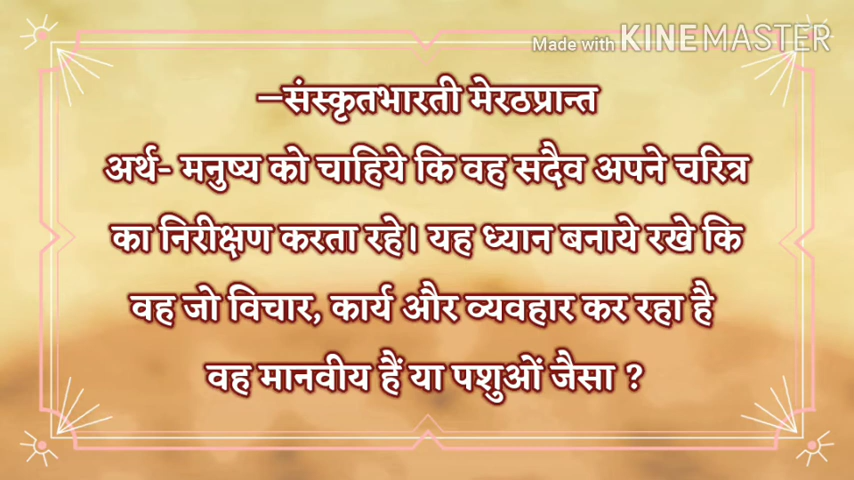 Made with KINEMASTER
–संस्कृतभारती मेरठप्रान्त
अर्थ- मनुष्य को चाहिये कि वह सदैव अपने चरित्र
का निरीक्षण करता रहे। यह ध्यान बनाये रखे कि
वह जो विचार, कार्य और व्यवहार कर रहा है
वह मानवीय हैं या पशुओं जैसा ?